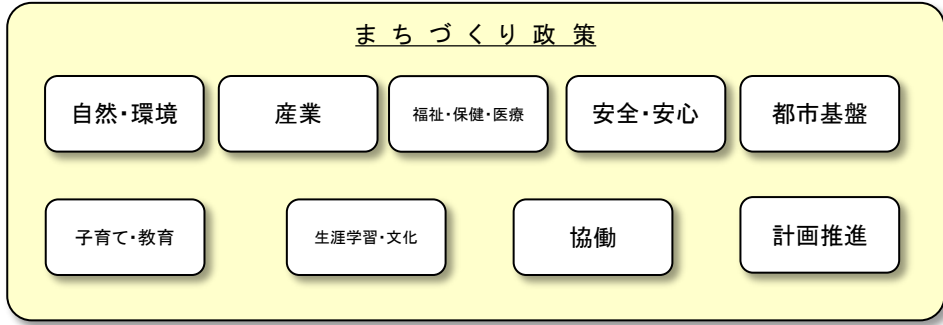 まちづくり政策
自然・環境
産業
福祉・保健・医療
安全・安心
都市基盤
子育て・教育
生涯学習・文化
協働
計画推進